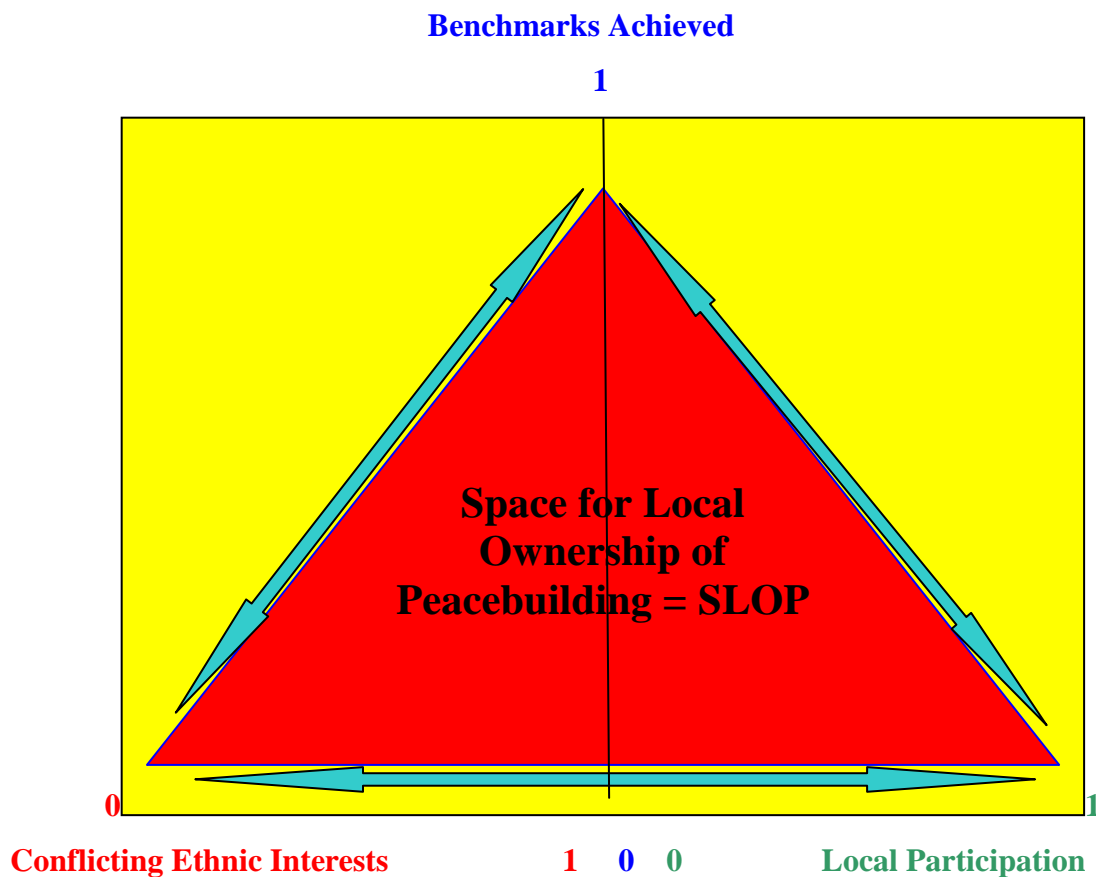 Benchmarks Achieved
1
Space for Local
Ownership of
Peacebuilding = SLOP
0 1
Conflicting Ethnic Interests 1 0 0 Local Participation